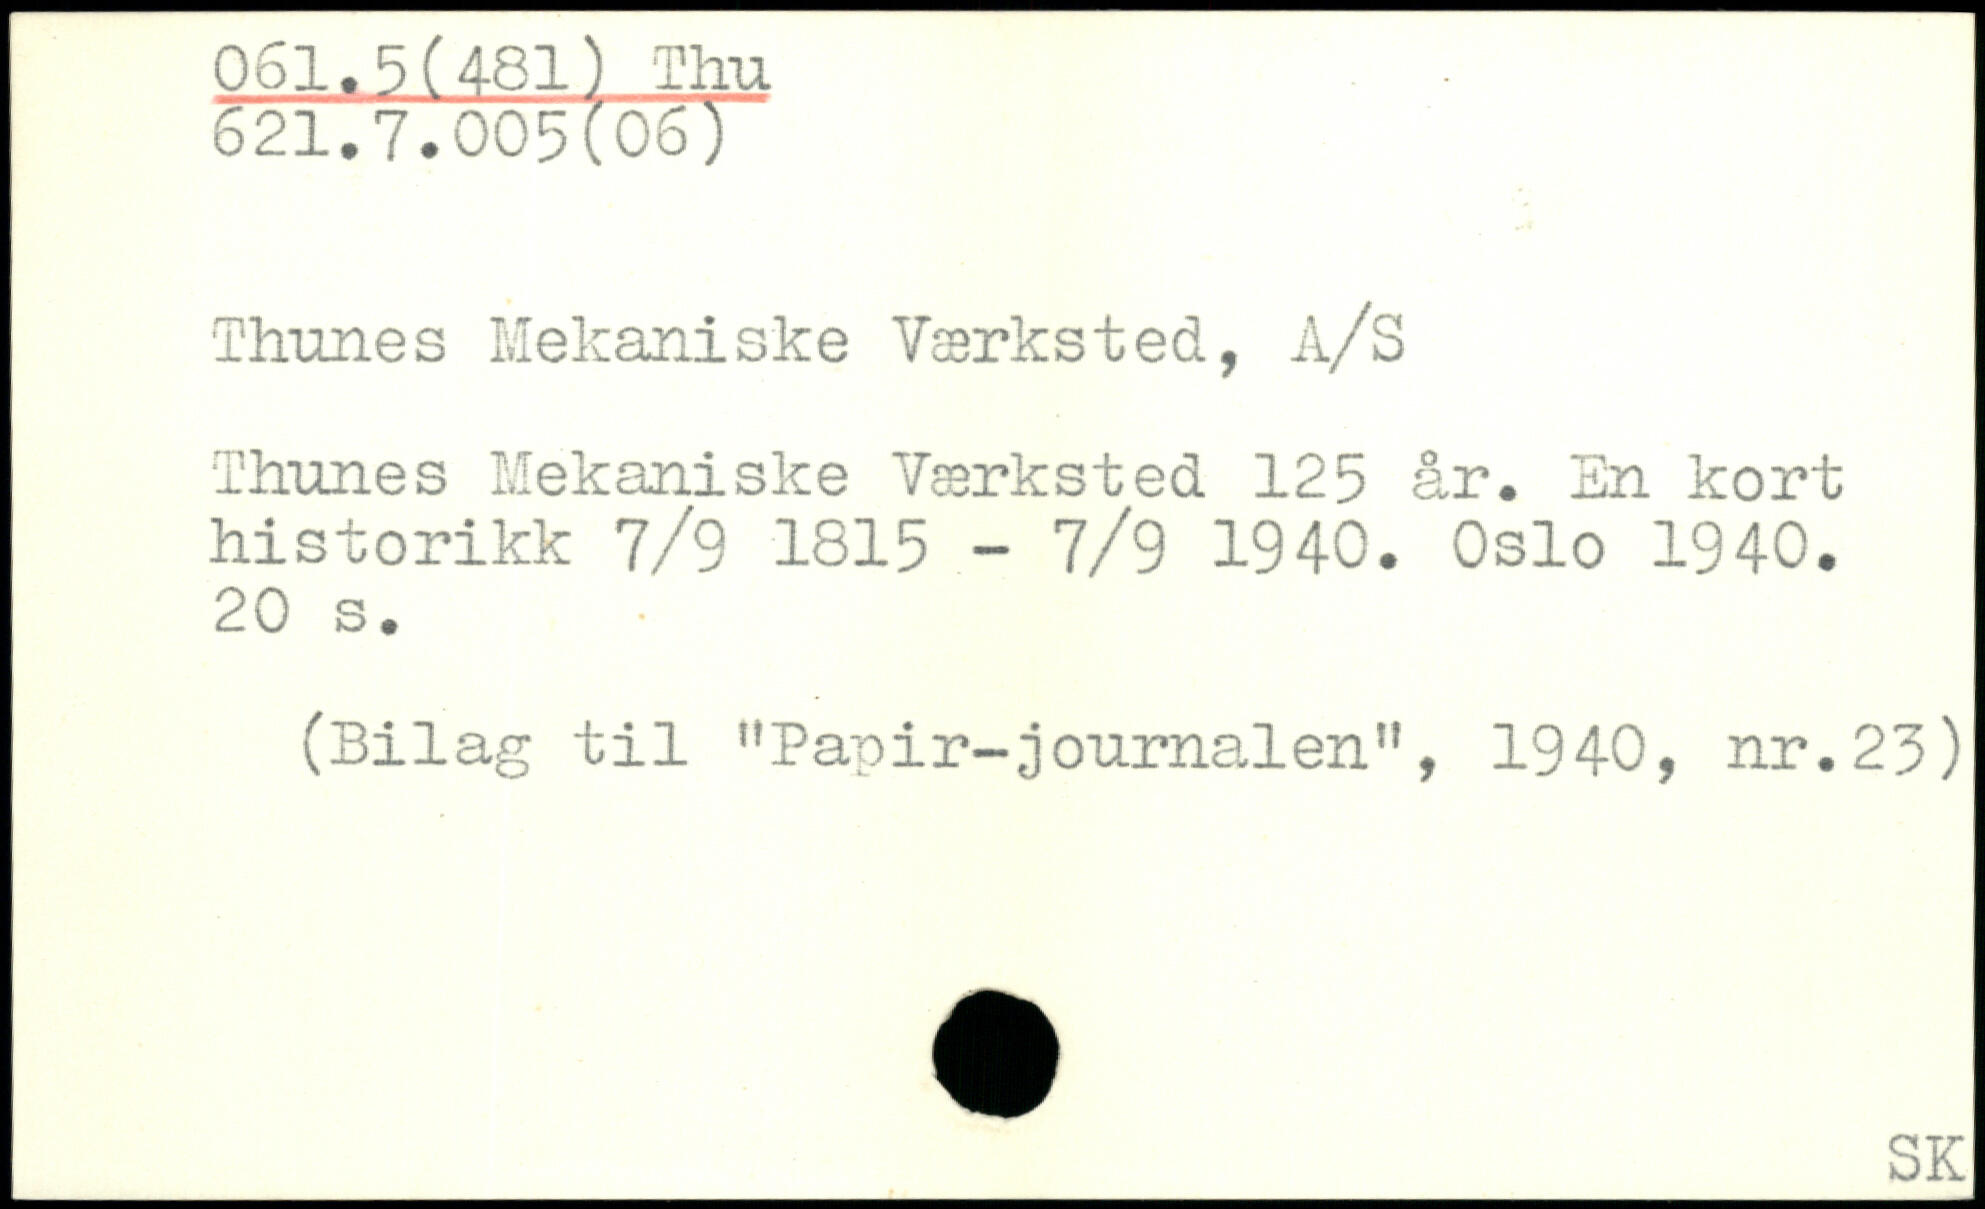 061.5(481) Thu
621.7.005(06)
Thunes Mekaniske Værksted, A/S
Thunes Mekaniske Værksted 125 år. En kort
historikk 7/9 1815 - 7/9 1940. Oslo 1940.
20 s.
(Bilag til "Papir-journalen", 1940, nr.23)
SK